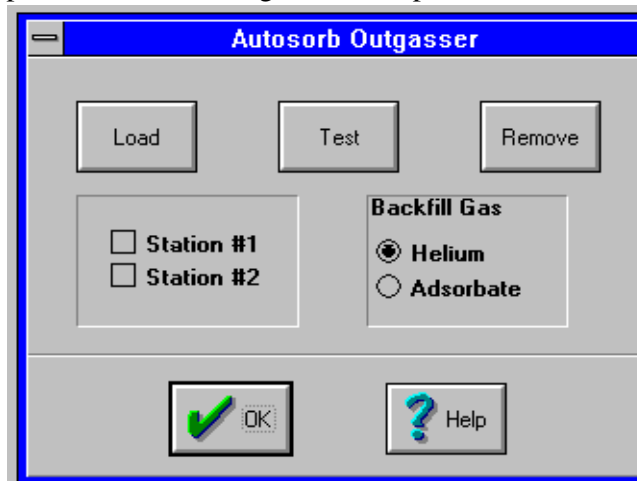 Autosorb Outgasser
Load Test Remove
Backfill Gas
Station #1
Station #2
Helium
Adsorbate
OK Help